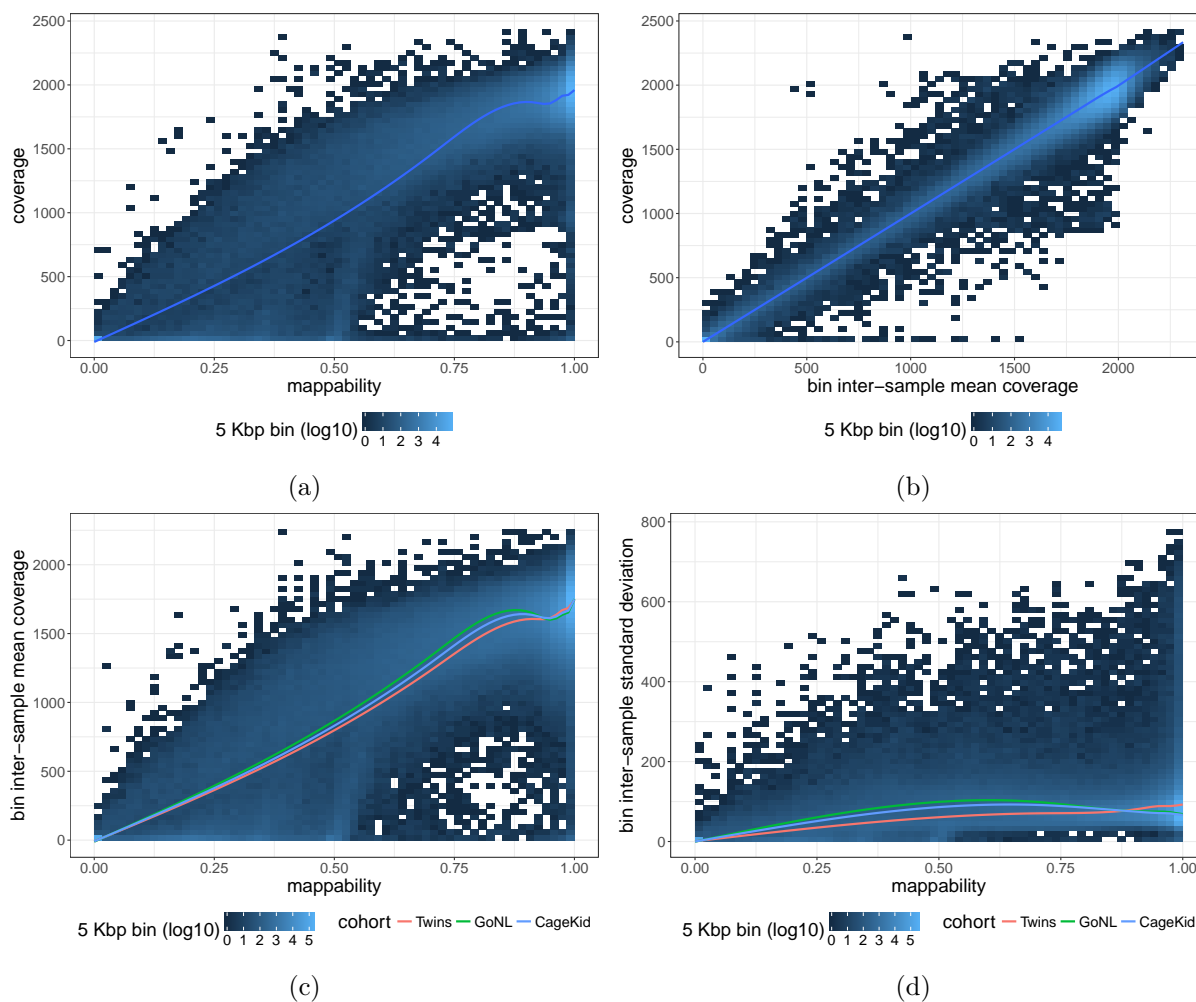 2500
2000
1500
1000
500
0
coverage
0.00 0.25 0.50 0.75 1.00
mappability
5 Kbp bin (log10) 0 1 2 3 4
(a)
2500
2000
1500
1000
500
0
coverage
0 500 1000 1500 2000
bin inter−sample mean coverage
5 Kbp bin (log10) 0 1 2 3 4
(b)
2000
1500
1000
500
0
bin inter−sample mean coverage
0.00 0.25 0.50 0.75 1.00
mappability
5 Kbp bin (log10) 0 1 2 3 4 5 cohort Twins GoNL CageKid
(c)
800
600
400
200
0
bin inter−sample standard deviation
0.00 0.25 0.50 0.75 1.00
mappability
5 Kbp bin (log10) 0 1 2 3 4 5 cohort Twins GoNL CageKid
(d)